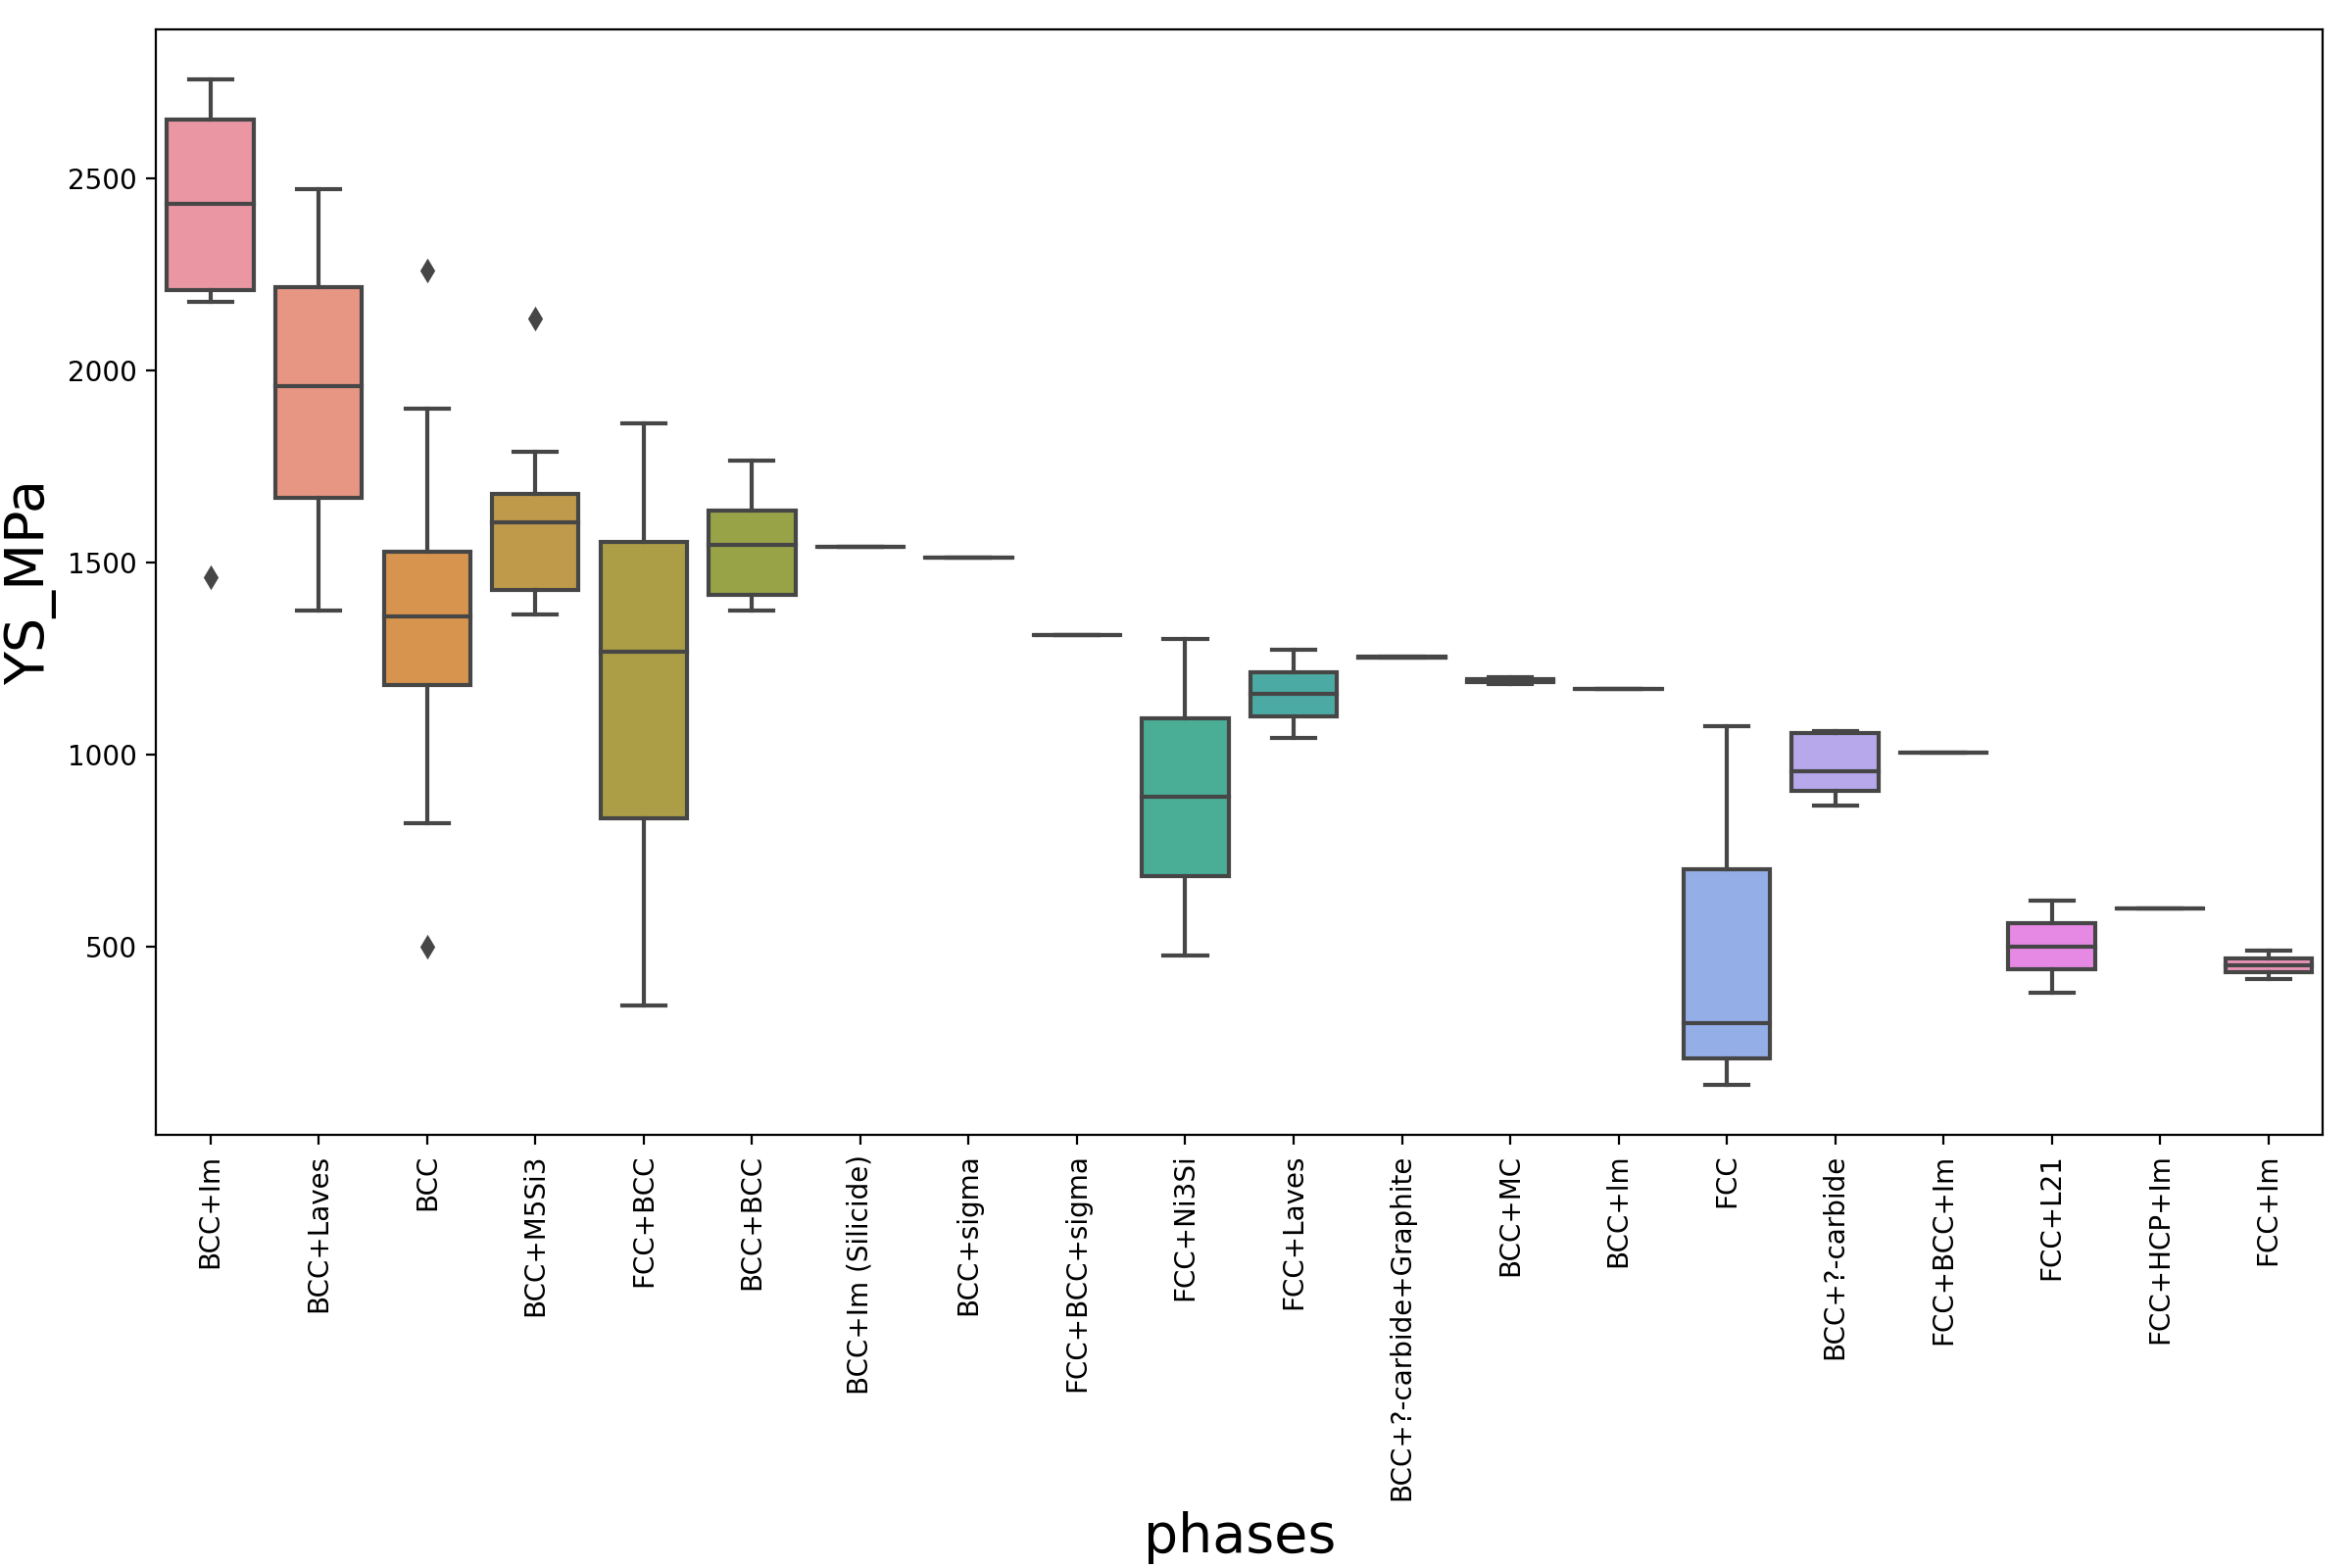 YS_MPa
2500
2000
1500
1000
500
BCC+Im
BCC+Laves
BCC
BCC+M5Si3
FCC+BCC
BCC+BCC
BCC+Im (Silicide)
BCC+sigma
FCC+BCC+sigma
FCC+Ni3Si
FCC+Laves
BCC+?-carbide+Graphite
BCC+MC
BCC+Im
FCC
BCC+?-carbide
FCC+BCC+Im
FCC+L21
FCC+HCP+Im
FCC+Im
phases